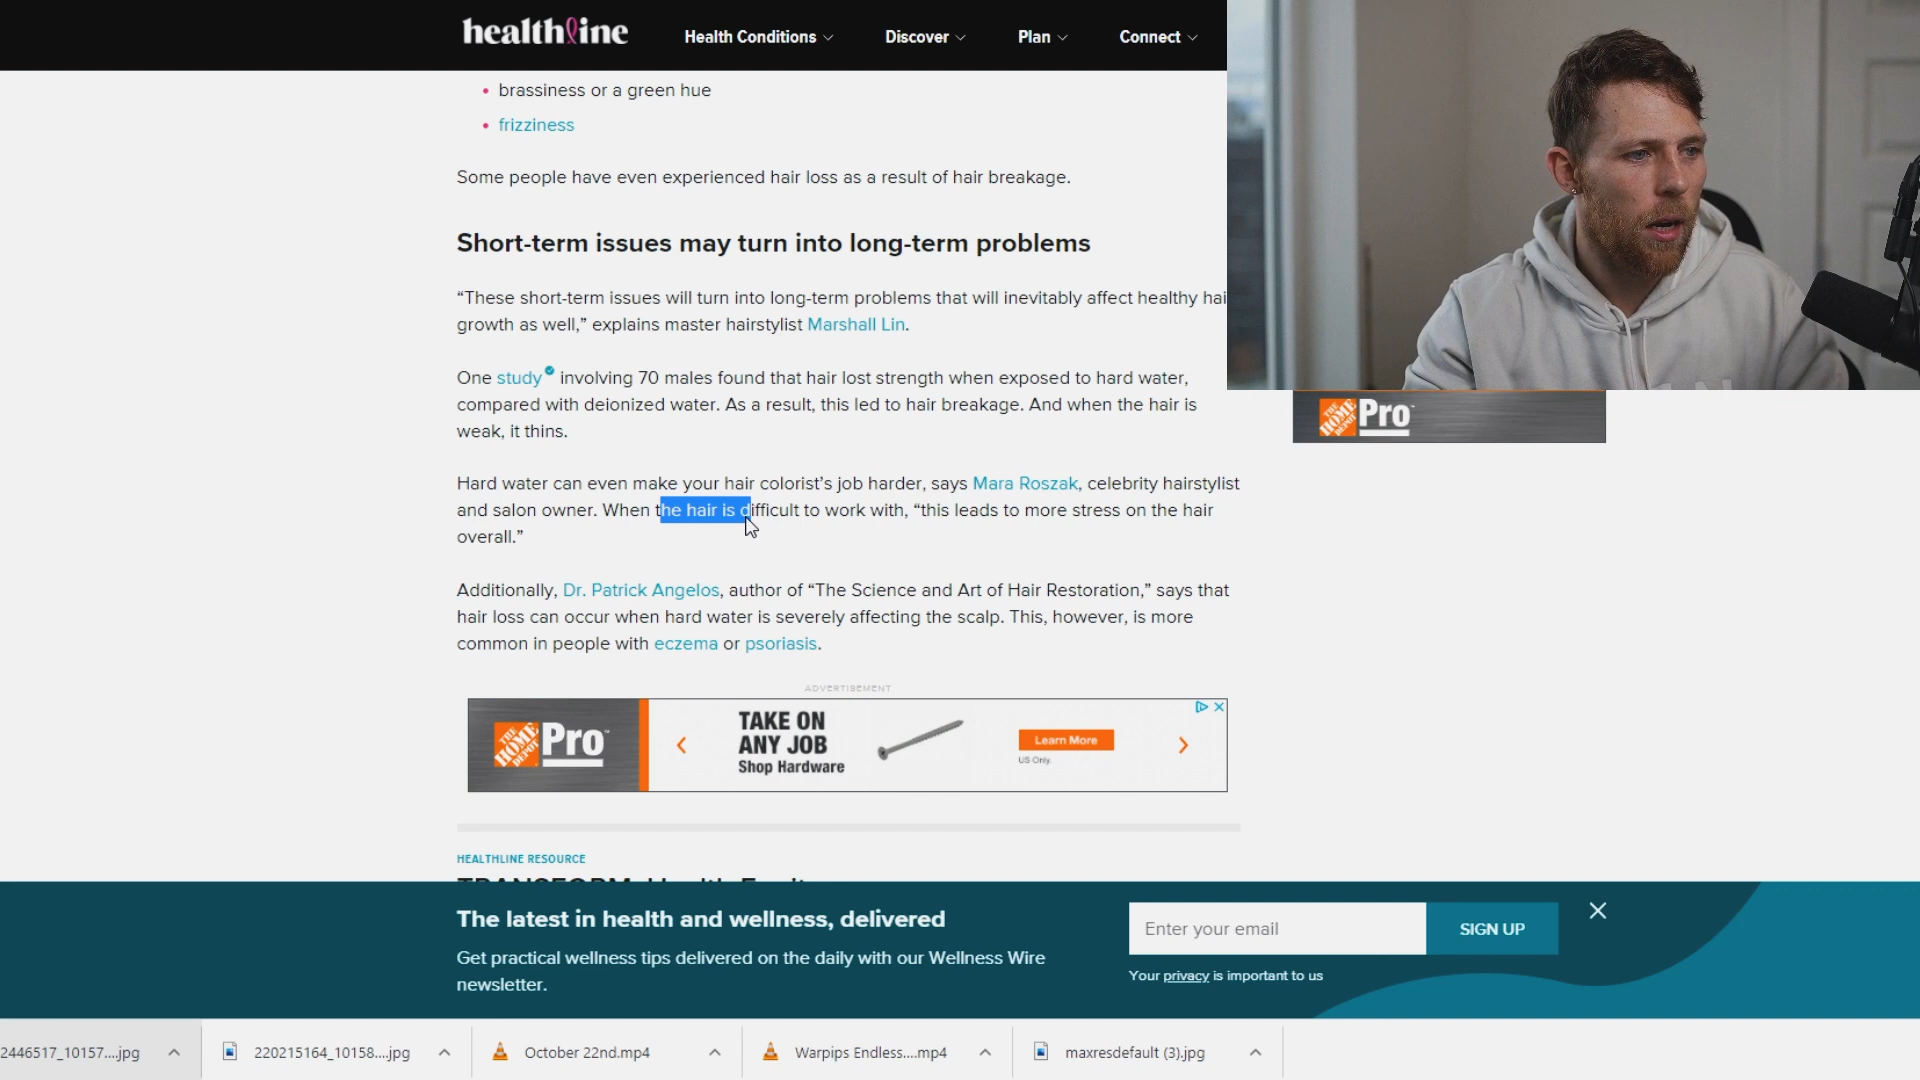 healthline
Health Conditions
Discover
Plan
Connect
brassiness or a green hue
frizziness
Some people have even experienced hair loss as a result of hair breakage.
Short-term issues may turn into long-term problems
“These short-term issues will turn into long-term problems that will inevitably affect healthy hai
growth as well,” explains master hairstylist Marshall Lin.
One study involving 70 males found that hair lost strength when exposed to hard water,
compared with deionized water. As a result, this led to hair breakage. And when the hair is
weak, it thins.
Hard water can even make your hair colorist’s job harder, says Mara Roszak, celebrity hairstylist
and salon owner. When the hair is difficult to work with, “this leads to more stress on the hair
overall.”
Additionally, Dr. Patrick Angelos, author of “The Science and Art of Hair Restoration,” says that
hair loss can occur when hard water is severely affecting the scalp. This, however, is more
common in people with eczema or psoriasis.
THE HOME DEPOT Pro
ADVERTISEMENT
THE HOME DEPOT Pro™
TAKE ON
ANY JOB
Shop Hardware
Learn More
US Only.
HEALTHLINE RESOURCE
The latest in health and wellness, delivered
Get practical wellness tips delivered on the daily with our Wellness Wire
newsletter.
Enter your email
SIGN UP
Your privacy is important to us
2446517_10157....jpg
220215164_10158....jpg
October 22nd.mp4
Warpips Endless....mp4
maxresdefault (3).jpg